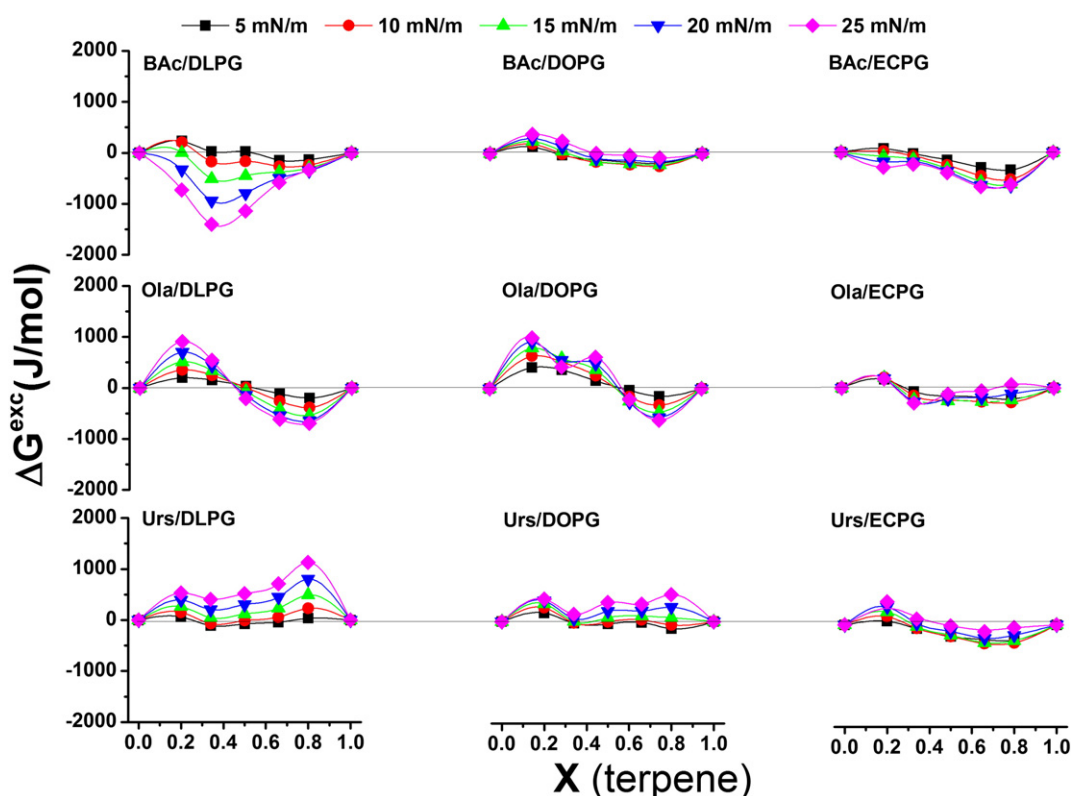 5 mN/m 10 mN/m 15 mN/m 20 mN/m 25 mN/m
2000
1000
0
-1000
-2000
BAc/DLPG
BAc/DOPG
BAc/ECPG
ΔG^exc (J/mol)
2000
1000
0
-1000
-2000
Ola/DLPG
Ola/DOPG
Ola/ECPG
2000
1000
0
-1000
-2000
Urs/DLPG
Urs/DOPG
Urs/ECPG
0.0 0.2 0.4 0.6 0.8 1.0
0.0 0.2 0.4 0.6 0.8 1.0
0.0 0.2 0.4 0.6 0.8 1.0
X (terpene)